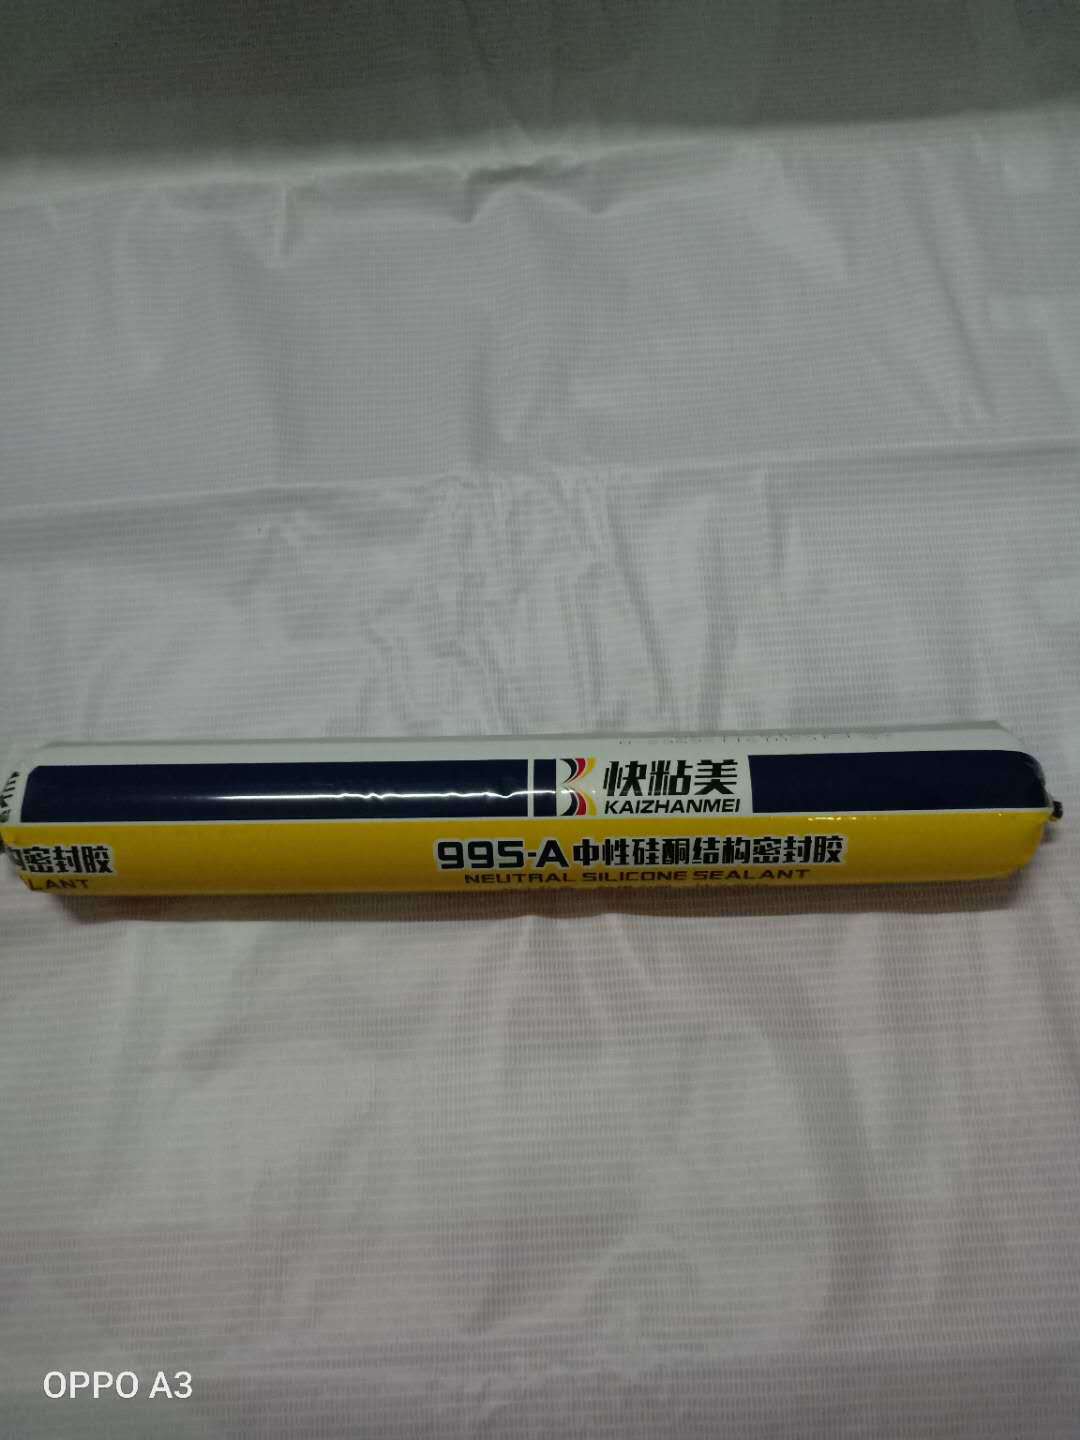 快粘美
KAIZHANMEI
密封胶
LANT
995-A中性硅酮结构密封胶
NEUTRAL SILICONE SEALANT
OPPO A3